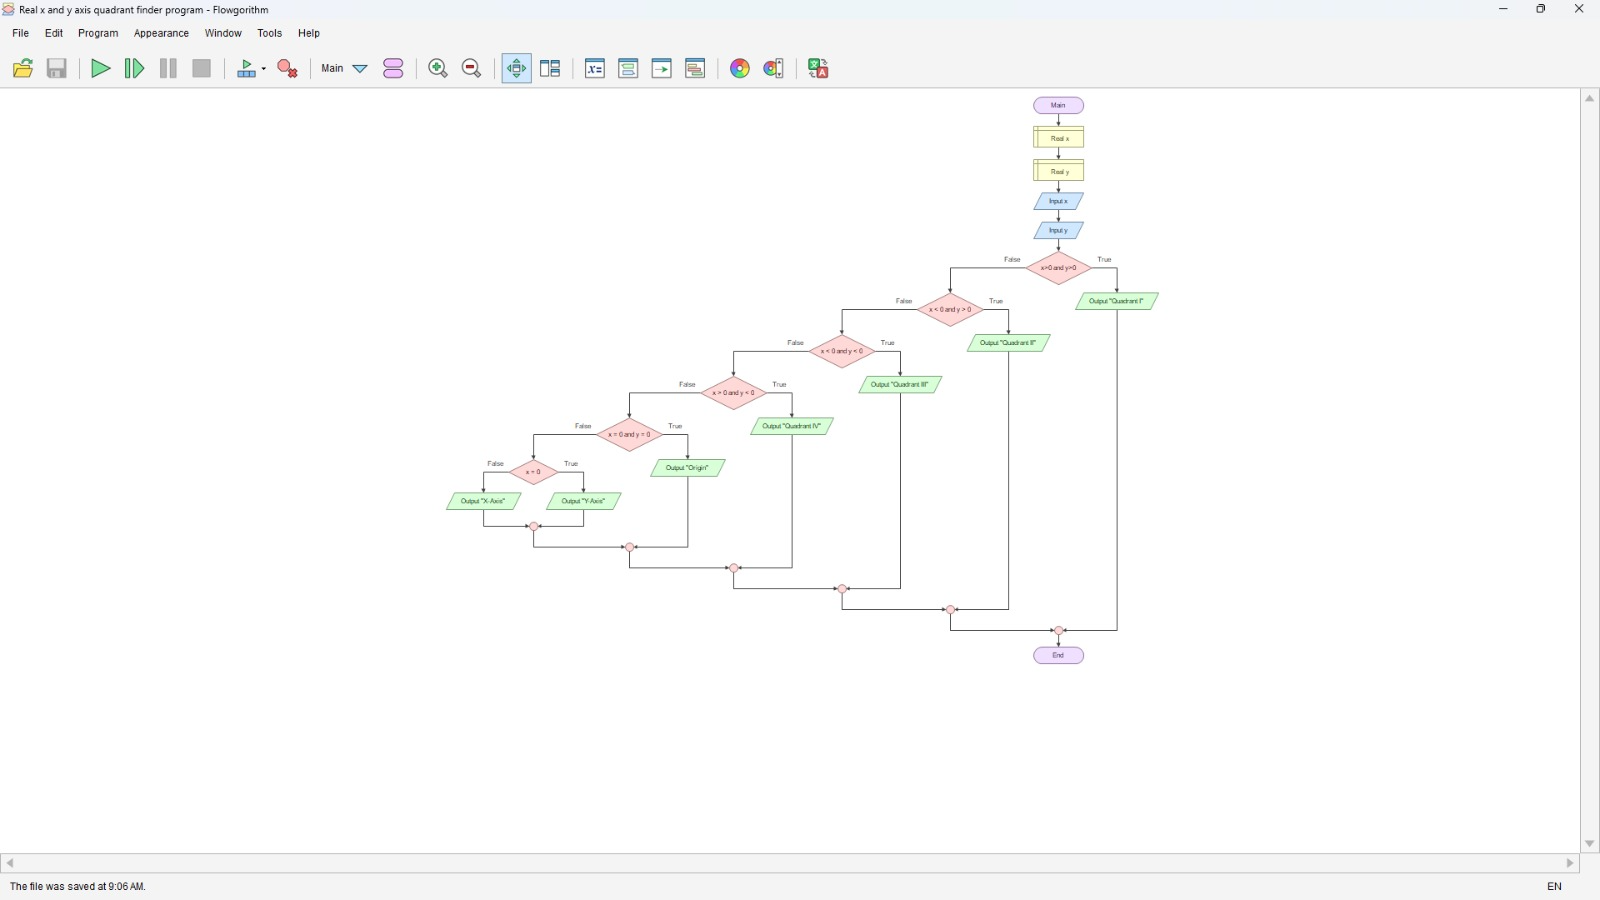 Real x and y axis quadrant finder program - Flowgorithm
File Edit Program Appearance Window Tools Help
Main
Main
Real x
Real y
Input x
Input y
False x>0 and y>0 True
Output "Quadrant I"
False x < 0 and y > 0 True
Output "Quadrant II"
False x < 0 and y < 0 True
Output "Quadrant III"
False x > 0 and y < 0 True
Output "Quadrant IV"
False x = 0 and y = 0 True
Output "Origin"
False x = 0 True
Output "X-Axis" Output "Y-Axis"
End
The file was saved at 9:06 AM.
EN